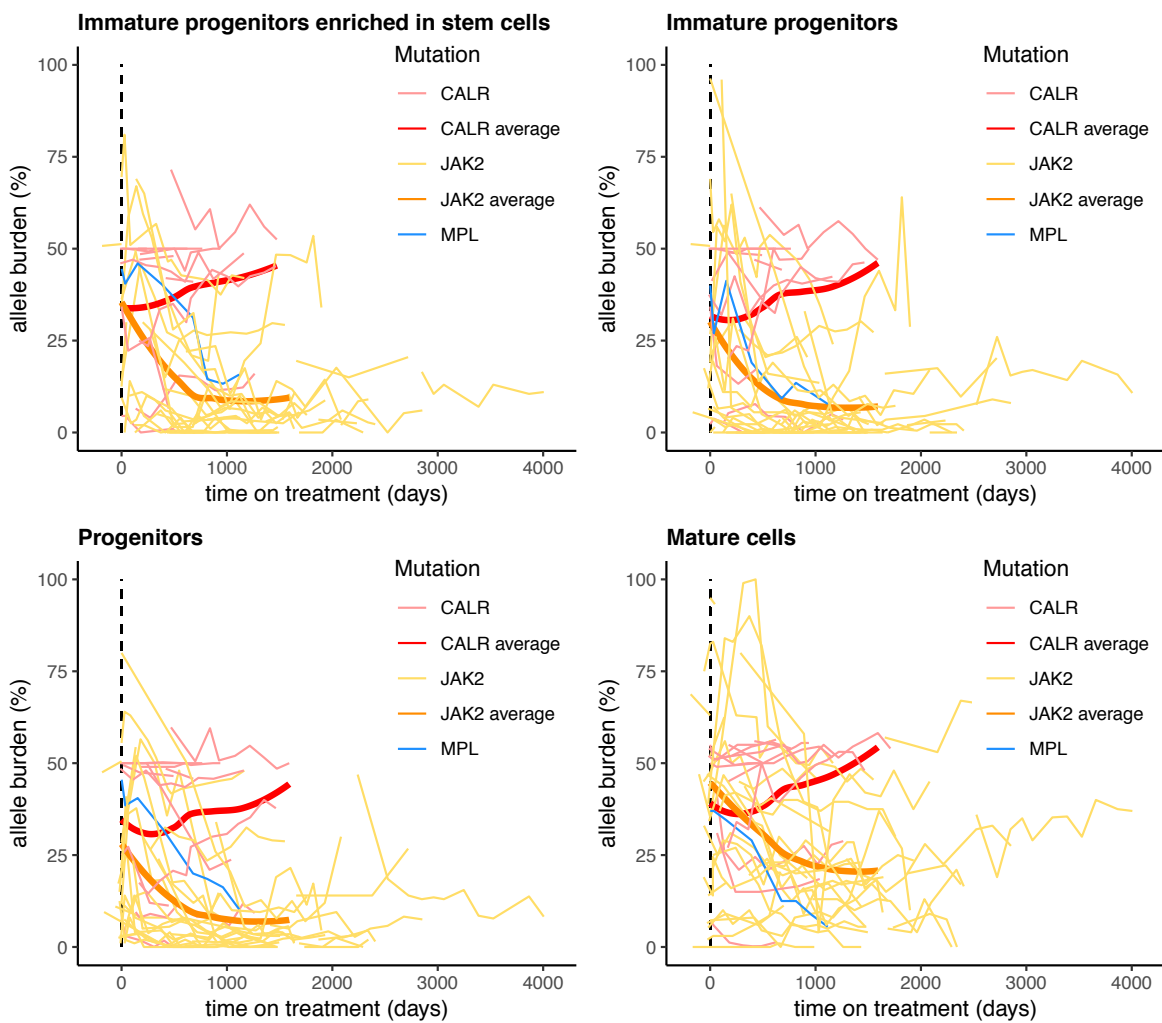 Immature progenitors enriched in stem cells
Mutation
CALR
CALR average
JAK2
JAK2 average
MPL
100
75
50
25
0
allele burden (%)
0 1000 2000 3000 4000
time on treatment (days)
Immature progenitors
Mutation
CALR
CALR average
JAK2
JAK2 average
MPL
100
75
50
25
0
allele burden (%)
0 1000 2000 3000 4000
time on treatment (days)
Progenitors
Mutation
CALR
CALR average
JAK2
JAK2 average
MPL
100
75
50
25
0
allele burden (%)
0 1000 2000 3000 4000
time on treatment (days)
Mature cells
Mutation
CALR
CALR average
JAK2
JAK2 average
MPL
100
75
50
25
0
allele burden (%)
0 1000 2000 3000 4000
time on treatment (days)